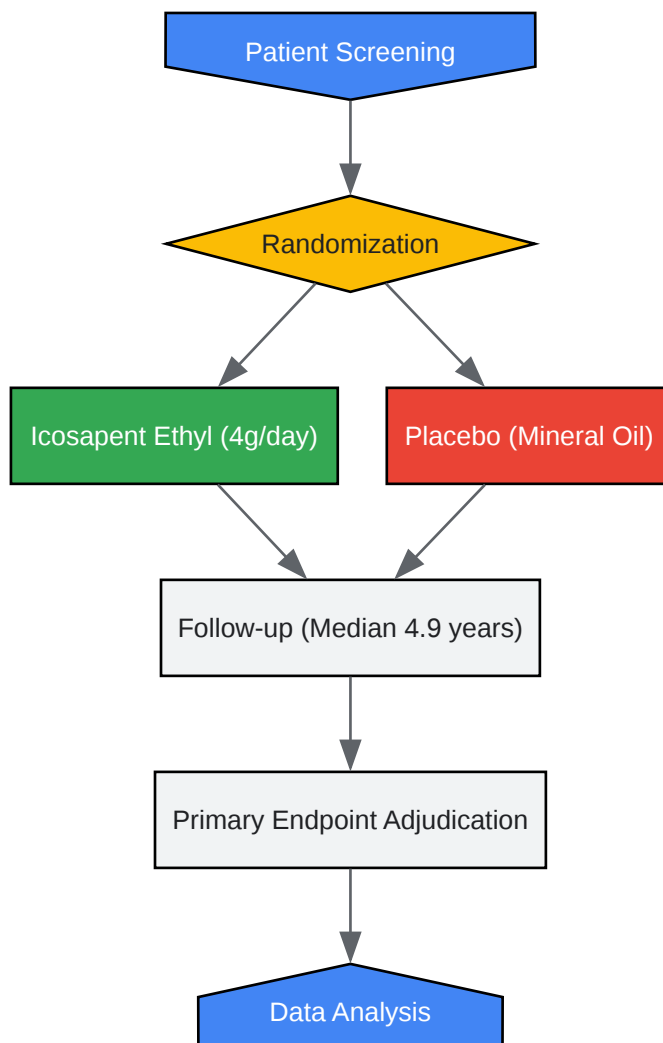 Patient Screening
Randomization
Icosapent Ethyl (4g/day)
Placebo (Mineral Oil)
Follow-up (Median 4.9 years)
Primary Endpoint Adjudication
Data Analysis